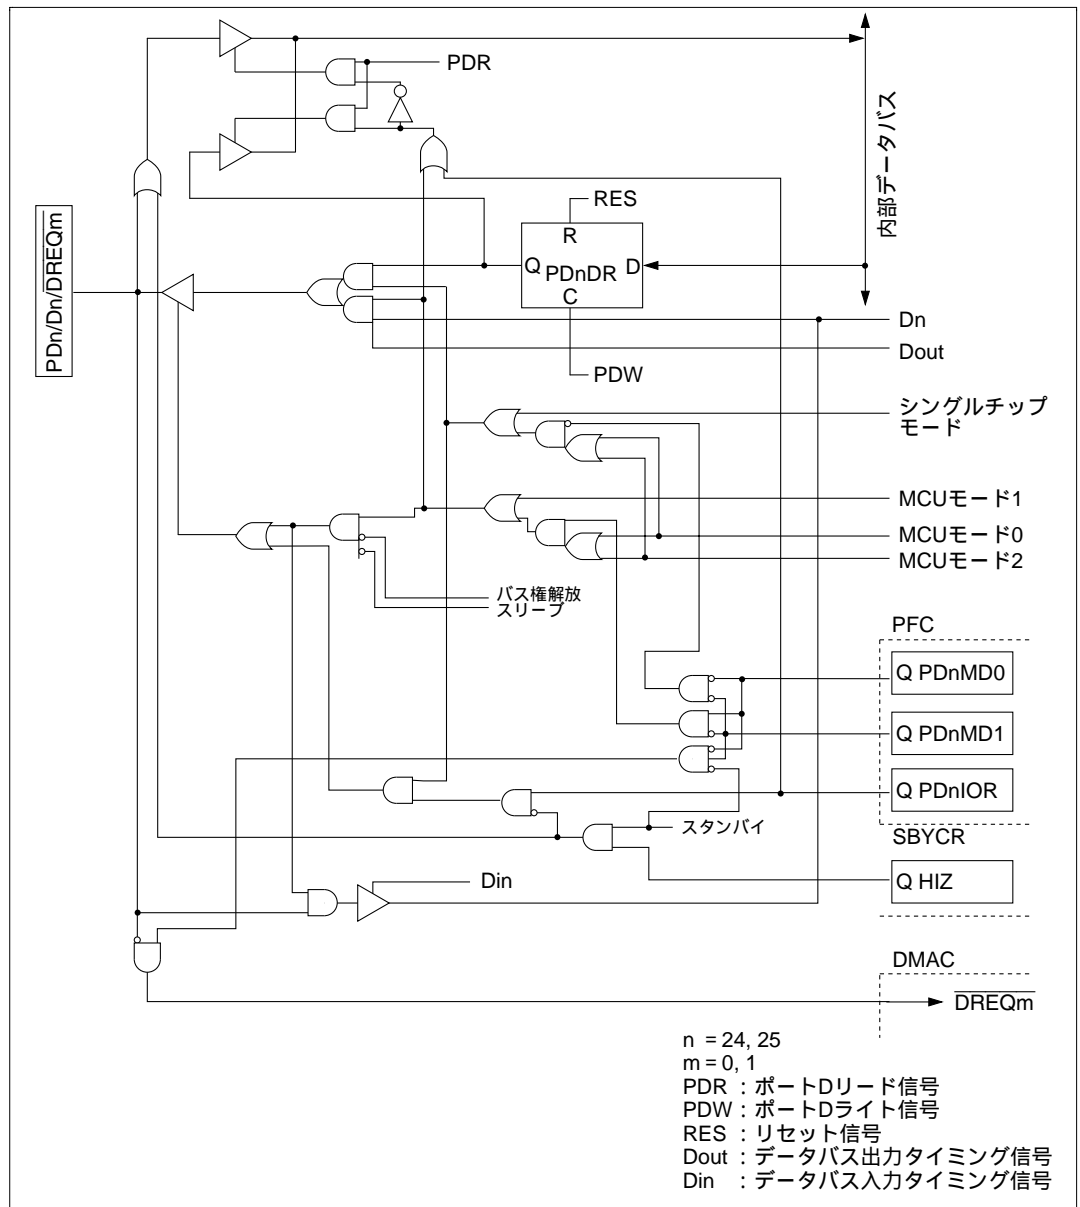 PDR
内部データバス
RES
R
Q PDnDR D
C
PDn/Dn/DREQm
Dn
Dout
PDW
シングルチップ
モード
MCUモード1
MCUモード0
MCUモード2
バス権解放
スリープ
PFC
Q PDnMD0
Q PDnMD1
Q PDnIOR
スタンバイ
SBYCR
Din
Q HIZ
DMAC
DREQm
n = 24, 25
m = 0, 1
PDR : ポートDリード信号
PDW : ポートDライト信号
RES : リセット信号
Dout : データバス出力タイミング信号
Din : データバス入力タイミング信号